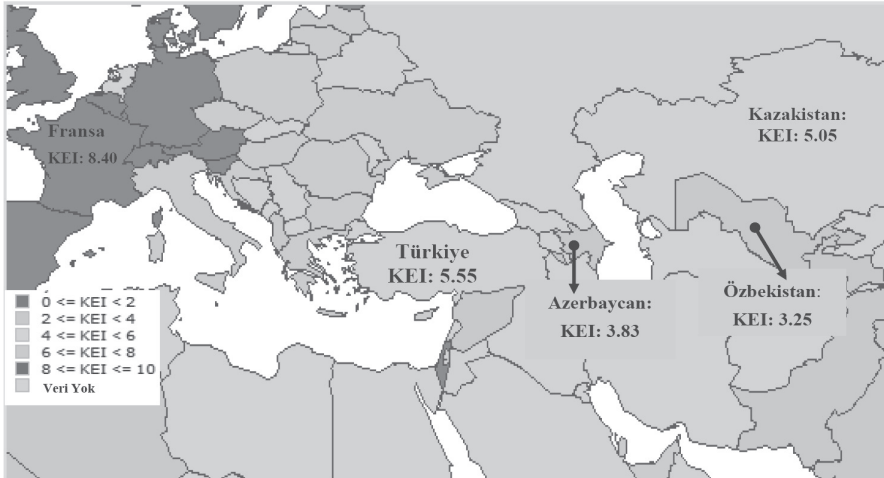 Fransa
KEI: 8.40
Kazakistan:
KEI: 5.05
Türkiye
KEI: 5.55
Azerbaycan:
KEI: 3.83
Özbekistan:
KEI: 3.25
0 <= KEI < 2
2 <= KEI < 4
4 <= KEI < 6
6 <= KEI < 8
8 <= KEI <= 10
Veri Yok